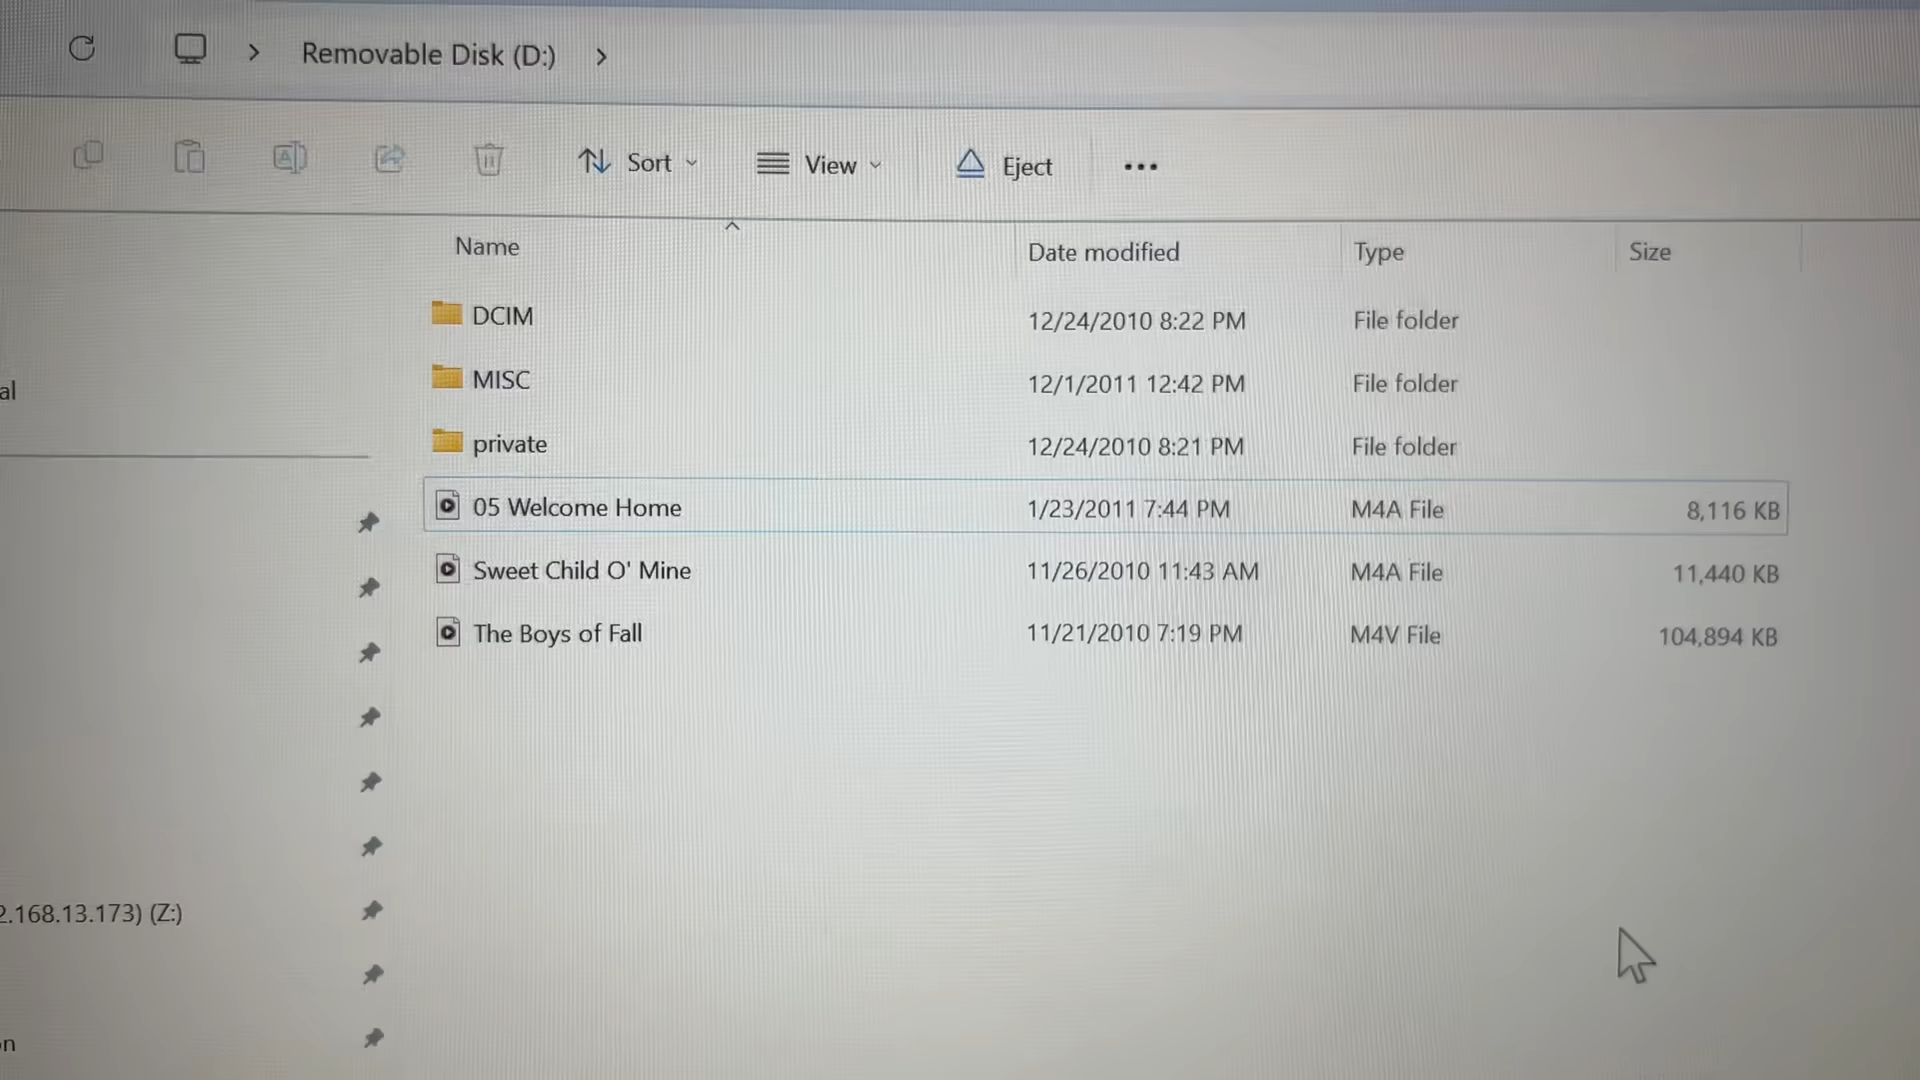 Removable Disk (D:)
Sort
View
Eject
Name Date modified Type Size
DCIM 12/24/2010 8:22 PM File folder
MISC 12/1/2011 12:42 PM File folder
private 12/24/2010 8:21 PM File folder
05 Welcome Home 1/23/2011 7:44 PM M4A File 8,116 KB
Sweet Child O' Mine 11/26/2010 11:43 AM M4A File 11,440 KB
The Boys of Fall 11/21/2010 7:19 PM M4V File 104,894 KB
al
2.168.13.173) (Z:)
on